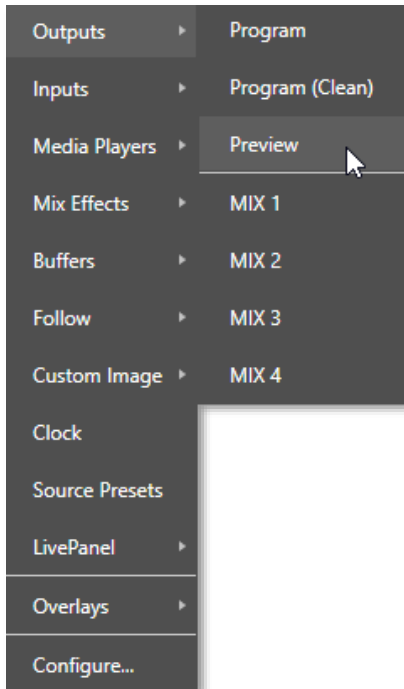 Outputs
Inputs
Media Players
Mix Effects
Buffers
Follow
Custom Image
Clock
Source Presets
LivePanel
Overlays
Configure...
Program
Program (Clean)
Preview
MIX 1
MIX 2
MIX 3
MIX 4